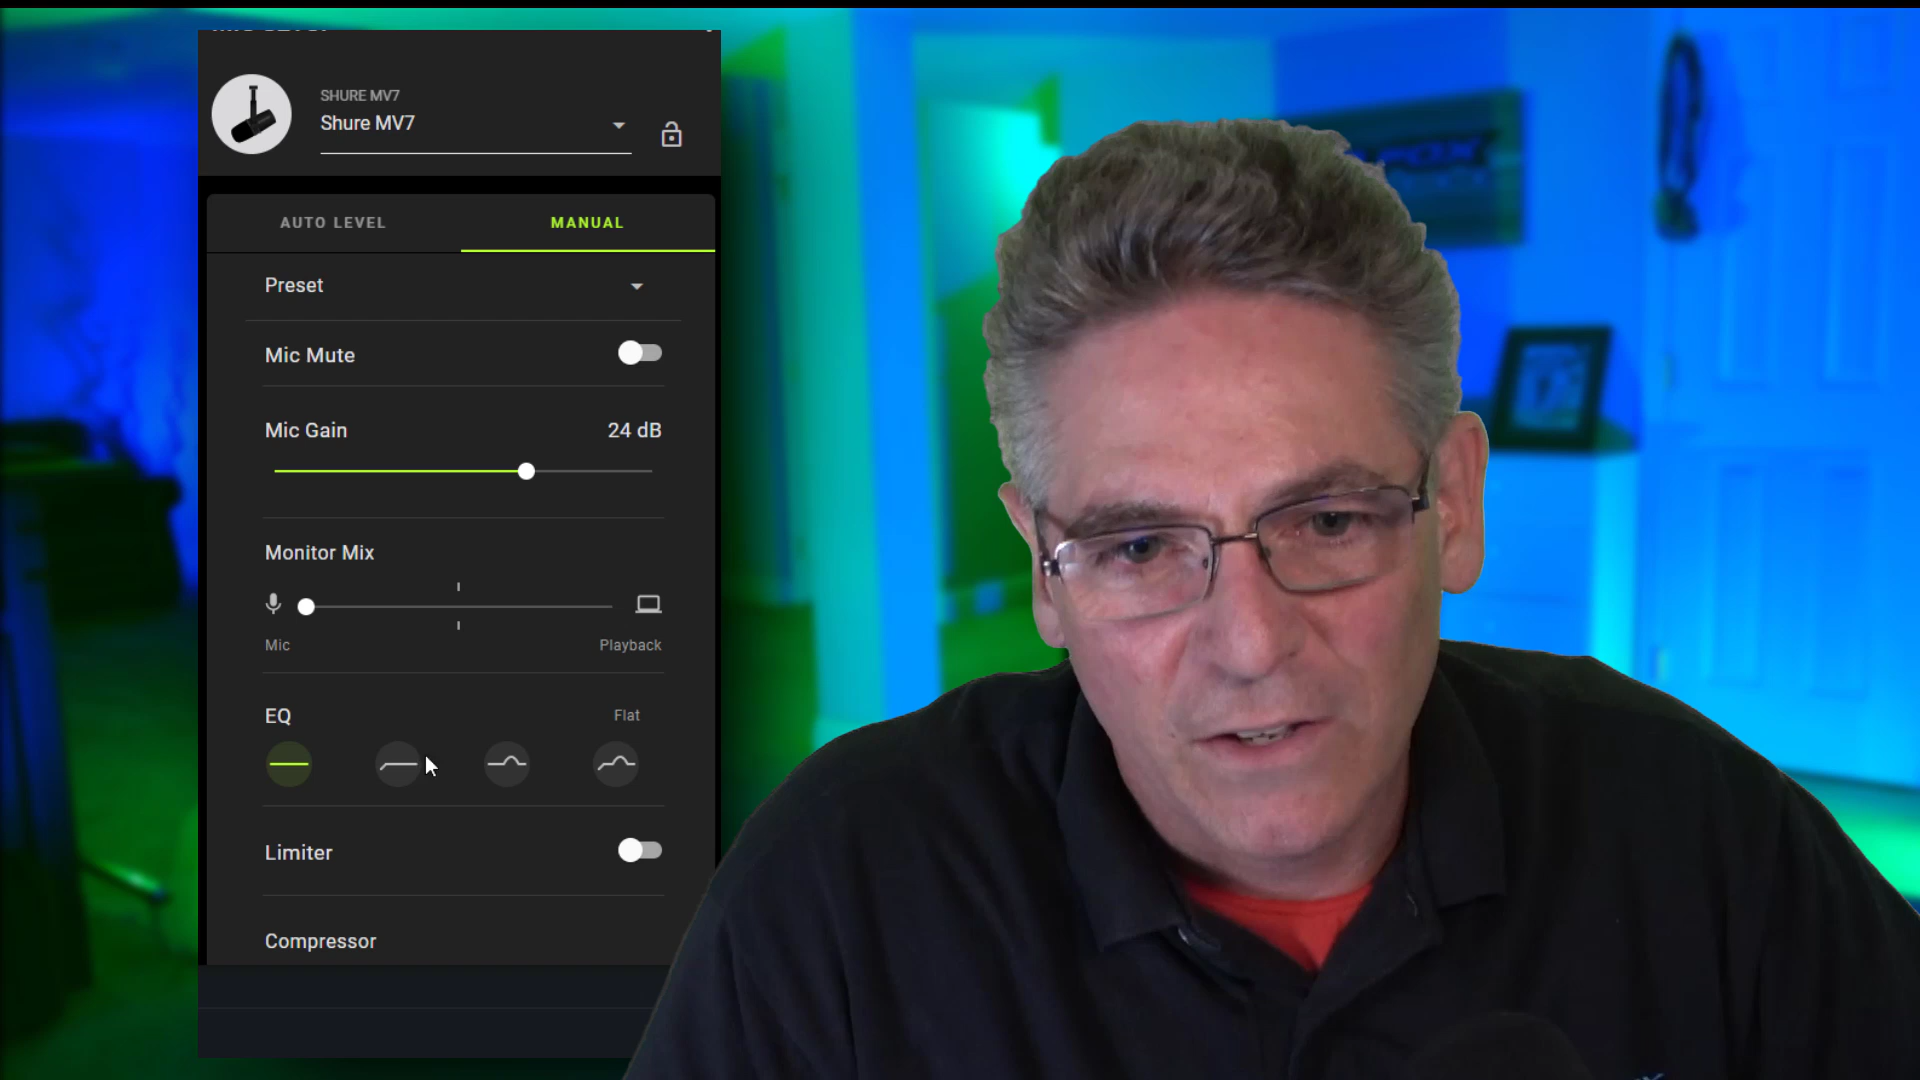 SHURE MV7
Shure MV7
AUTO LEVEL
MANUAL
Preset
Mic Mute
Mic Gain
24 dB
Monitor Mix
Mic
Playback
EQ
Flat
Limiter
Compressor